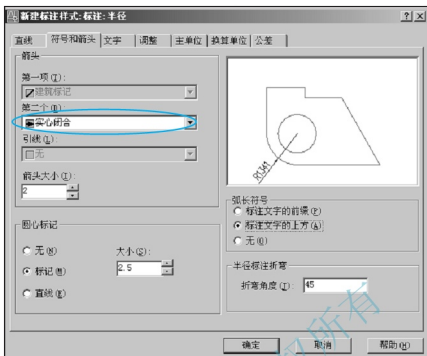 新建标注样式:标注:半径
直线 符号和箭头 文字 调整 主单位 换算单位 公差
箭头
第一项(T):
建筑标记
第二个(D):
实心闭合
引线(L):
无
箭头大小(I):
2
圆心标记
无(N)
标记(M)
直线(E)
大小(S):
2.5
R1341
弧长符号
标注文字的前缀(P)
标注文字的上方(A)
无(O)
半径标注折弯
折弯角度(J) 45
确定 取消 帮助(H)
所有